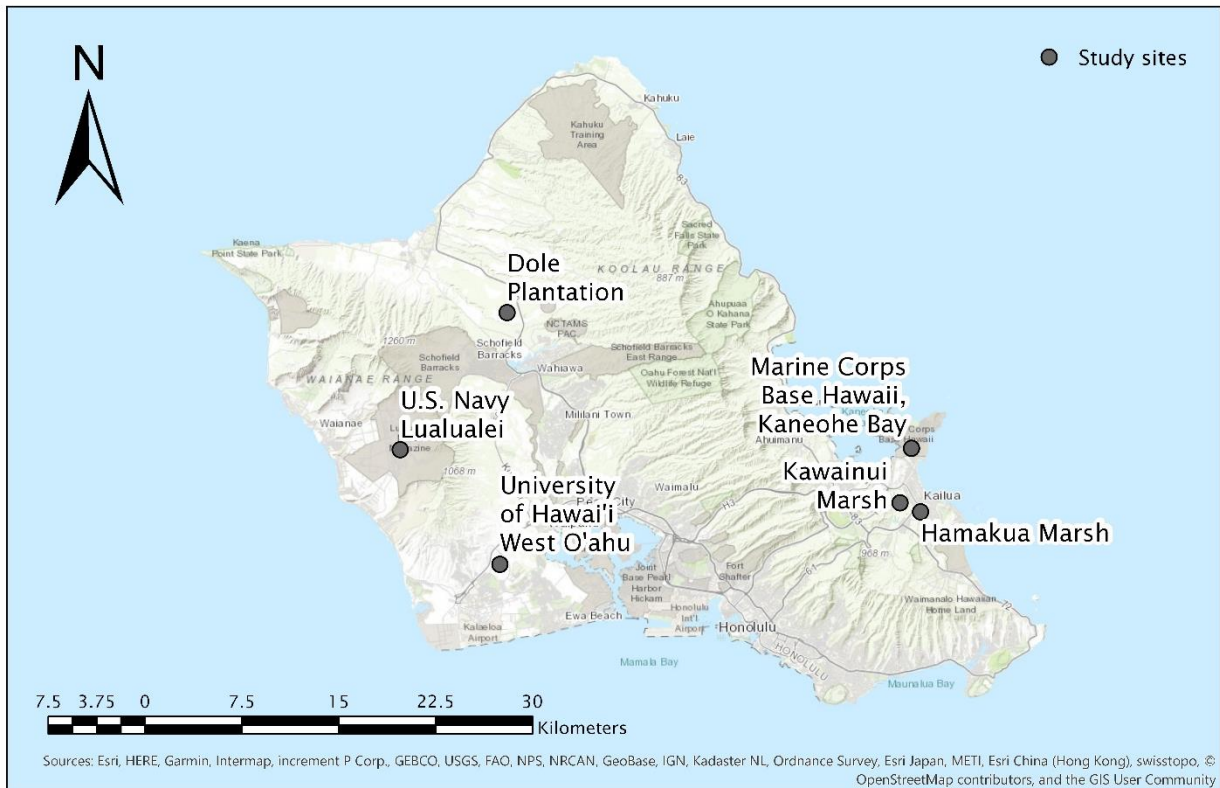 N
Study sites
Kahuku
Kahuku
Training
Area
Laie
83
Sacred
Falls State
Park
Kaena
Point State Park
Dole
Plantation
KOOLAU RANGE
887 m
Ahupuaa
O Kahana
State Park
NCTAMS
PAC
1260 m
Schofield
Barracks
Schofield
Barracks
Schofield Barracks
East Range
Wahiawa
Oahu Forest Nat'l
Wildlife Refuge
WAIANAE RANGE
Marine Corps
Base Hawaii,
Kaneohe Bay
U.S. Navy
Lualualei
Mililani Town
Waianae
Ahuimanu
1068 m
Kawainui
Marsh
Kailua
University
of Hawai'i
West O'ahu
Waimalu
H3
83
Hamakua Marsh
968 m
61
Fort
Shafter
Joint
Base Pearl
Harbor
Hickam
Waimanalo Hawaiian
Home Land
72
Ewa Beach
Honolulu
Int'l
Airport
Honolulu
HONOLULU
Kalaeloa
Airport
Mamala Bay
Maunalua Bay
7.5 3.75 0 7.5 15 22.5 30
Kilometers
Sources: Esri, HERE, Garmin, Intermap, increment P Corp., GEBCO, USGS, FAO, NPS, NRCAN, GeoBase, IGN, Kadaster NL, Ordnance Survey, Esri Japan, METI, Esri China (Hong Kong), swisstopo, ©
OpenStreetMap contributors, and the GIS User Community